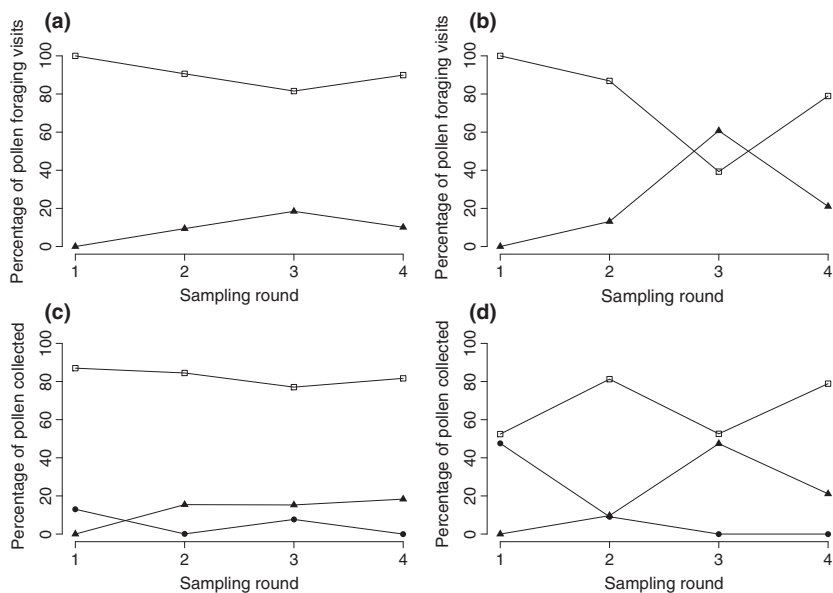 (a)
Percentage of pollen foraging visits
0 20 40 60 80 100
1 2 3 4
Sampling round
(b)
Percentage of pollen foraging visits
0 20 40 60 80 100
1 2 3 4
Sampling round
(c)
Percentage of pollen collected
0 20 40 60 80 100
1 2 3 4
Sampling round
(d)
Percentage of pollen collected
0 20 40 60 80 100
1 2 3 4
Sampling round